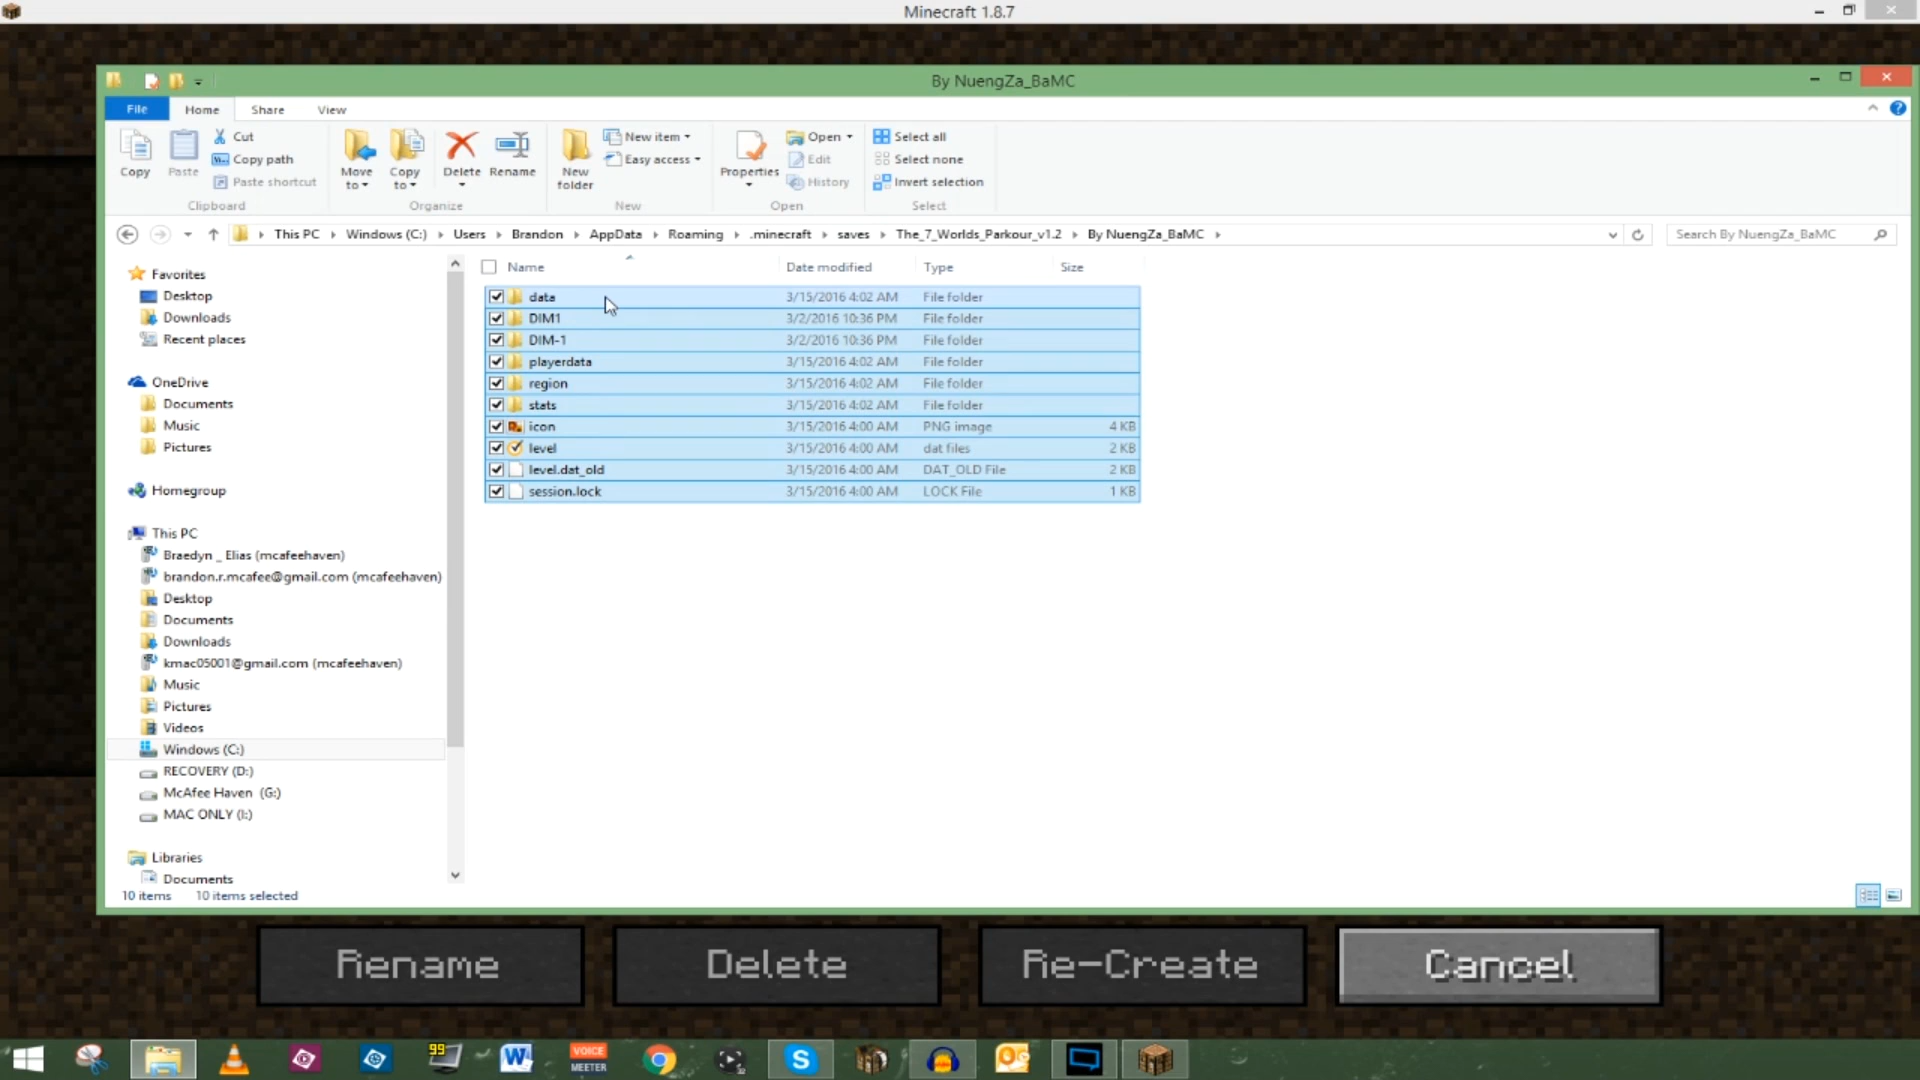 Minecraft 1.8.7
By NuengZa_BaMC
File Home Share View
Copy
Paste
Cut
Copy path
Paste shortcut
Clipboard
Move to
Copy to
Delete
Rename
Organize
New folder
New item
Easy access
New
Properties
Open
Edit
History
Open
Select all
Select none
Invert selection
Select
This PC Windows (C:) Users Brandon AppData Roaming .minecraft saves The_7_Worlds_Parkour_v1.2 By NuengZa_BaMC
Search By NuengZa_BaMC
Favorites
Desktop
Downloads
Recent places
OneDrive
Documents
Music
Pictures
Homegroup
This PC
Braedyn _ Elias (mcafeehaven)
brandon.r.mcafee@gmail.com (mcafeehaven)
Desktop
Documents
Downloads
kmac05001@gmail.com (mcafeehaven)
Music
Pictures
Videos
Windows (C:)
RECOVERY (D:)
McAfee Haven (G:)
MAC ONLY (I:)
Libraries
Documents
Name Date modified Type Size
data 3/15/2016 4:02 AM File folder
DIM1 3/2/2016 10:36 PM File folder
DIM-1 3/2/2016 10:36 PM File folder
playerdata 3/15/2016 4:02 AM File folder
region 3/15/2016 4:02 AM File folder
stats 3/15/2016 4:02 AM File folder
icon 3/15/2016 4:00 AM PNG image 4 KB
level 3/15/2016 4:00 AM dat files 2 KB
level.dat_old 3/15/2016 4:00 AM DAT_OLD File 2 KB
session.lock 3/15/2016 4:00 AM LOCK File 1 KB
10 items 10 items selected
Rename Delete Re-Create Cancel
99
VOICE
MEETER